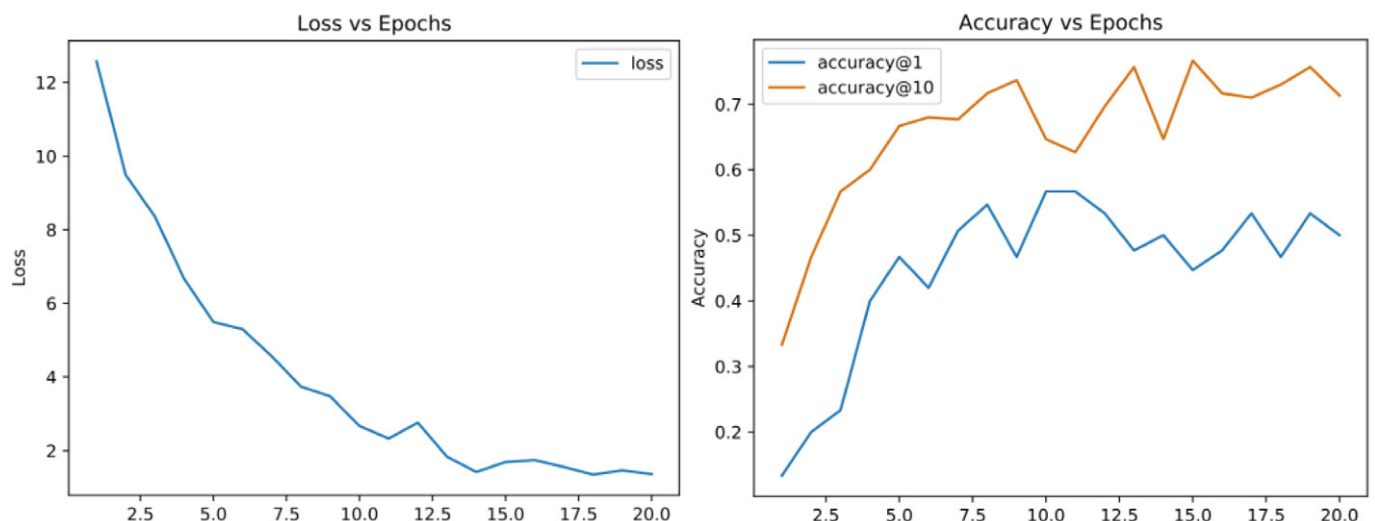 Loss vs Epochs
loss
12
10
8
6
4
2
Loss
2.5 5.0 7.5 10.0 12.5 15.0 17.5 20.0
Accuracy vs Epochs
accuracy@1
accuracy@10
0.7
0.6
0.5
0.4
0.3
0.2
Accuracy
2.5 5.0 7.5 10.0 12.5 15.0 17.5 20.0